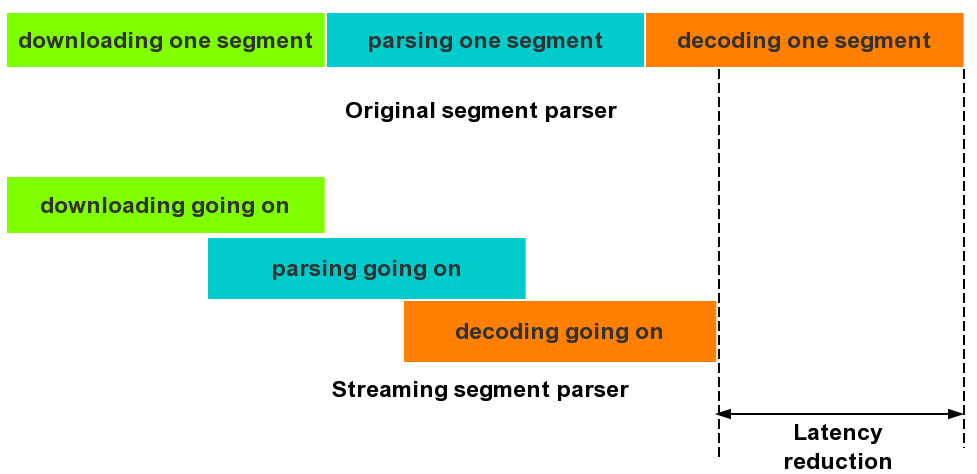 downloading one segment
parsing one segment
decoding one segment
Original segment parser
downloading going on
parsing going on
decoding going on
Streaming segment parser
Latency
reduction